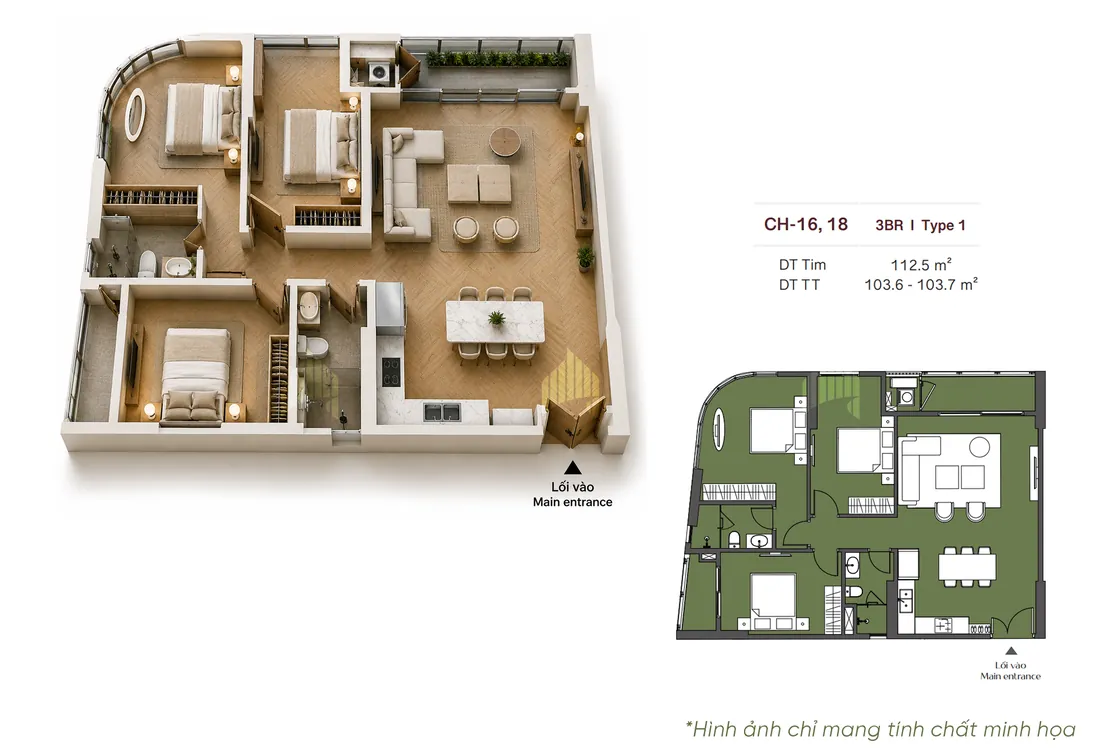 CH-16, 18 3BR I Type 1
DT Tim 112.5 m²
DT TT 103.6 - 103.7 m²
Lối vào
Main entrance
Lối vào
Main entrance
*Hình ảnh chỉ mang tính chất minh họa